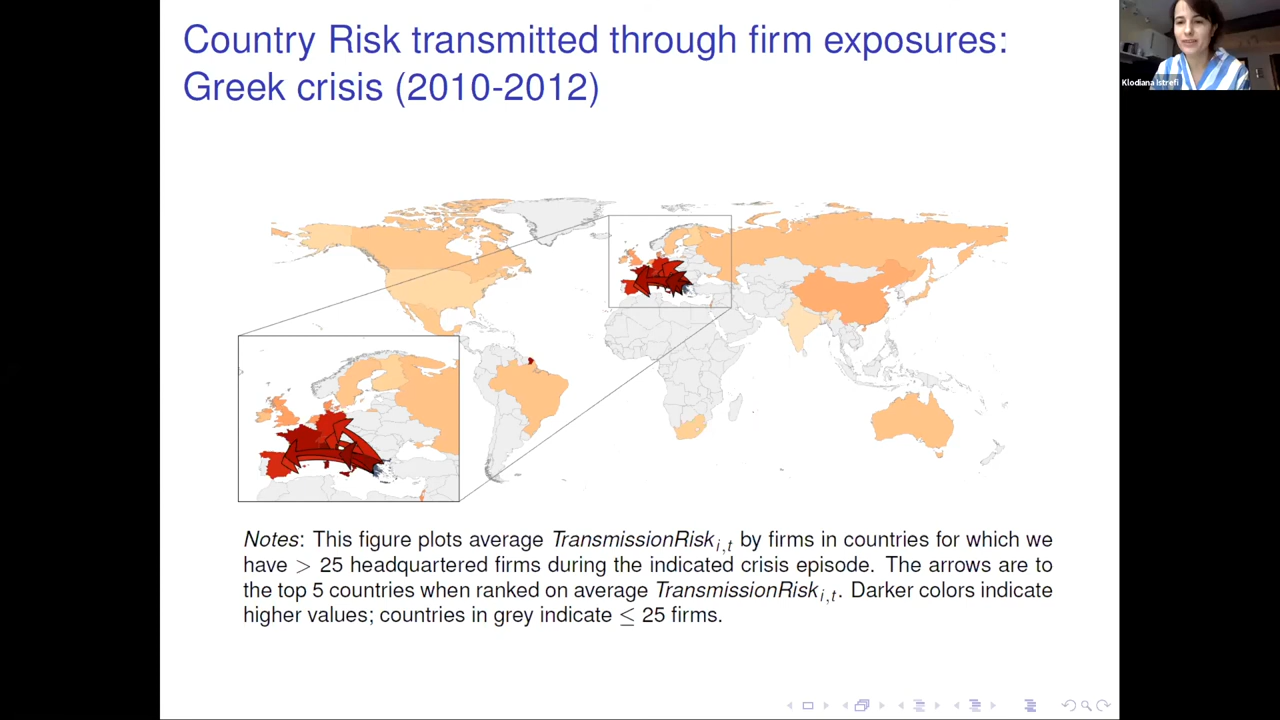 Country Risk transmitted through firm exposures:
Greek crisis (2010-2012)
Klodiana Istrefi
Notes: This figure plots average TransmissionRisk i,t by firms in countries for which we
have > 25 headquartered firms during the indicated crisis episode. The arrows are to
the top 5 countries when ranked on average TransmissionRisk i,t. Darker colors indicate
higher values; countries in grey indicate ≤ 25 firms.